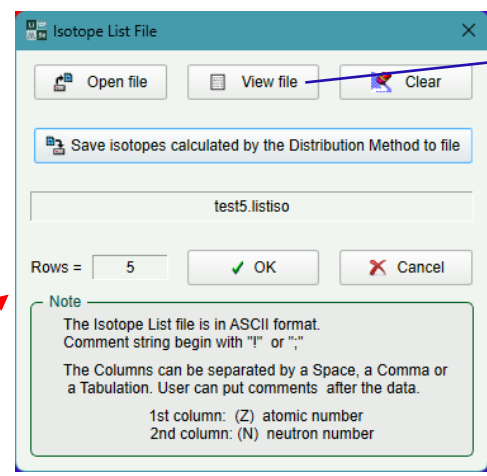 Isotope List File
Open file
View file
Clear
Save isotopes calculated by the Distribution Method to file
test5.listiso
Rows = 5
OK
Cancel
Note
The Isotope List file is in ASCII format.
Comment string begin with "!" or ";"
The Columns can be separated by a Space, a Comma or
a Tabulation. User can put comments after the data.
1st column: (Z) atomic number
2nd column: (N) neutron number